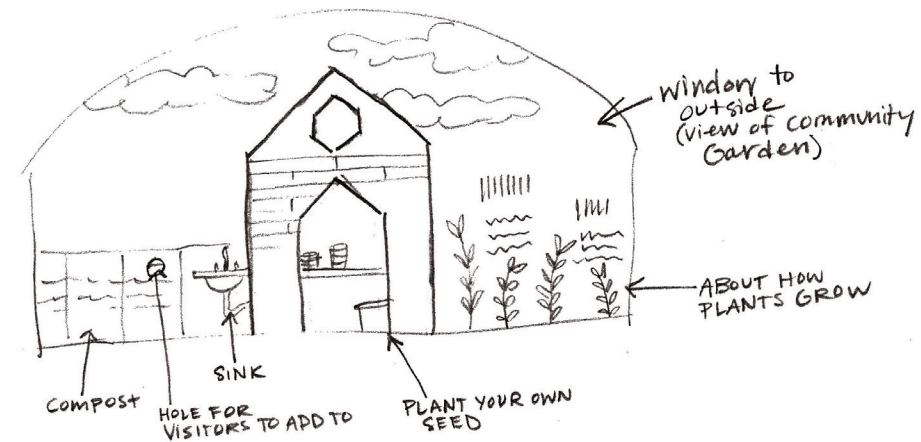 Window to
outside
(view of community
Garden)
ABOUT HOW
PLANTS GROW
SINK
COMPOST
HOLE FOR
VISITORS TO ADD TO
PLANT YOUR OWN
SEED